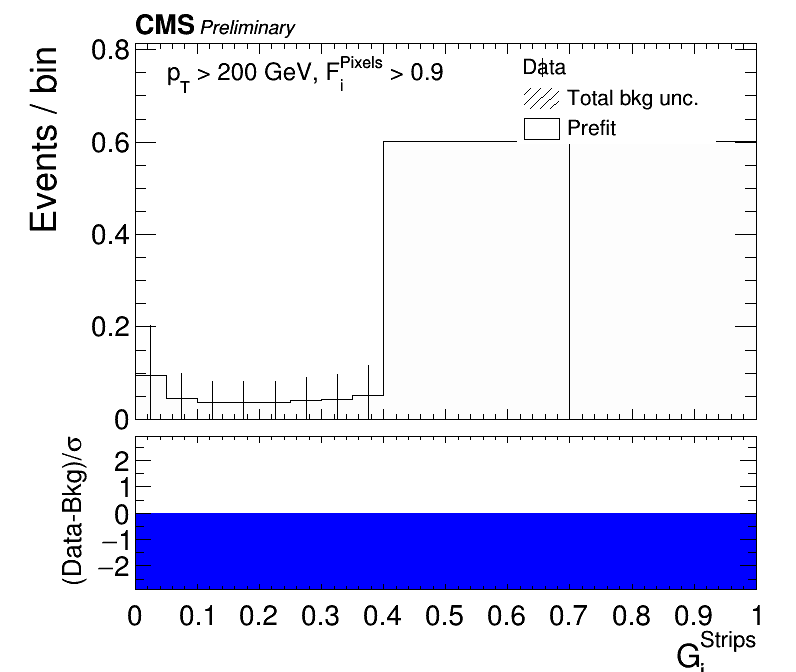 CMS Preliminary
p_T > 200 GeV, F_i^Pixels > 0.9
Data
Total bkg unc.
Prefit
Events / bin
0.8
0.6
0.4
0.2
0
(Data-Bkg)/σ
2
1
0
−1
−2
0 0.1 0.2 0.3 0.4 0.5 0.6 0.7 0.8 0.9 1
G_i^Strips